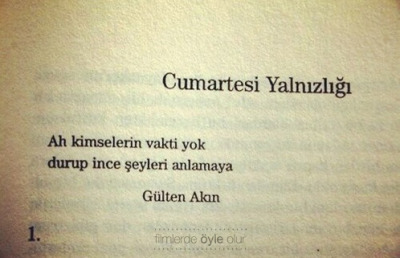 Cumartesi Yalnızlığı
Ah kimselerin vakti yok
durup ince şeyleri anlamaya
Gülten Akın
1.
filmlerde öyle olur